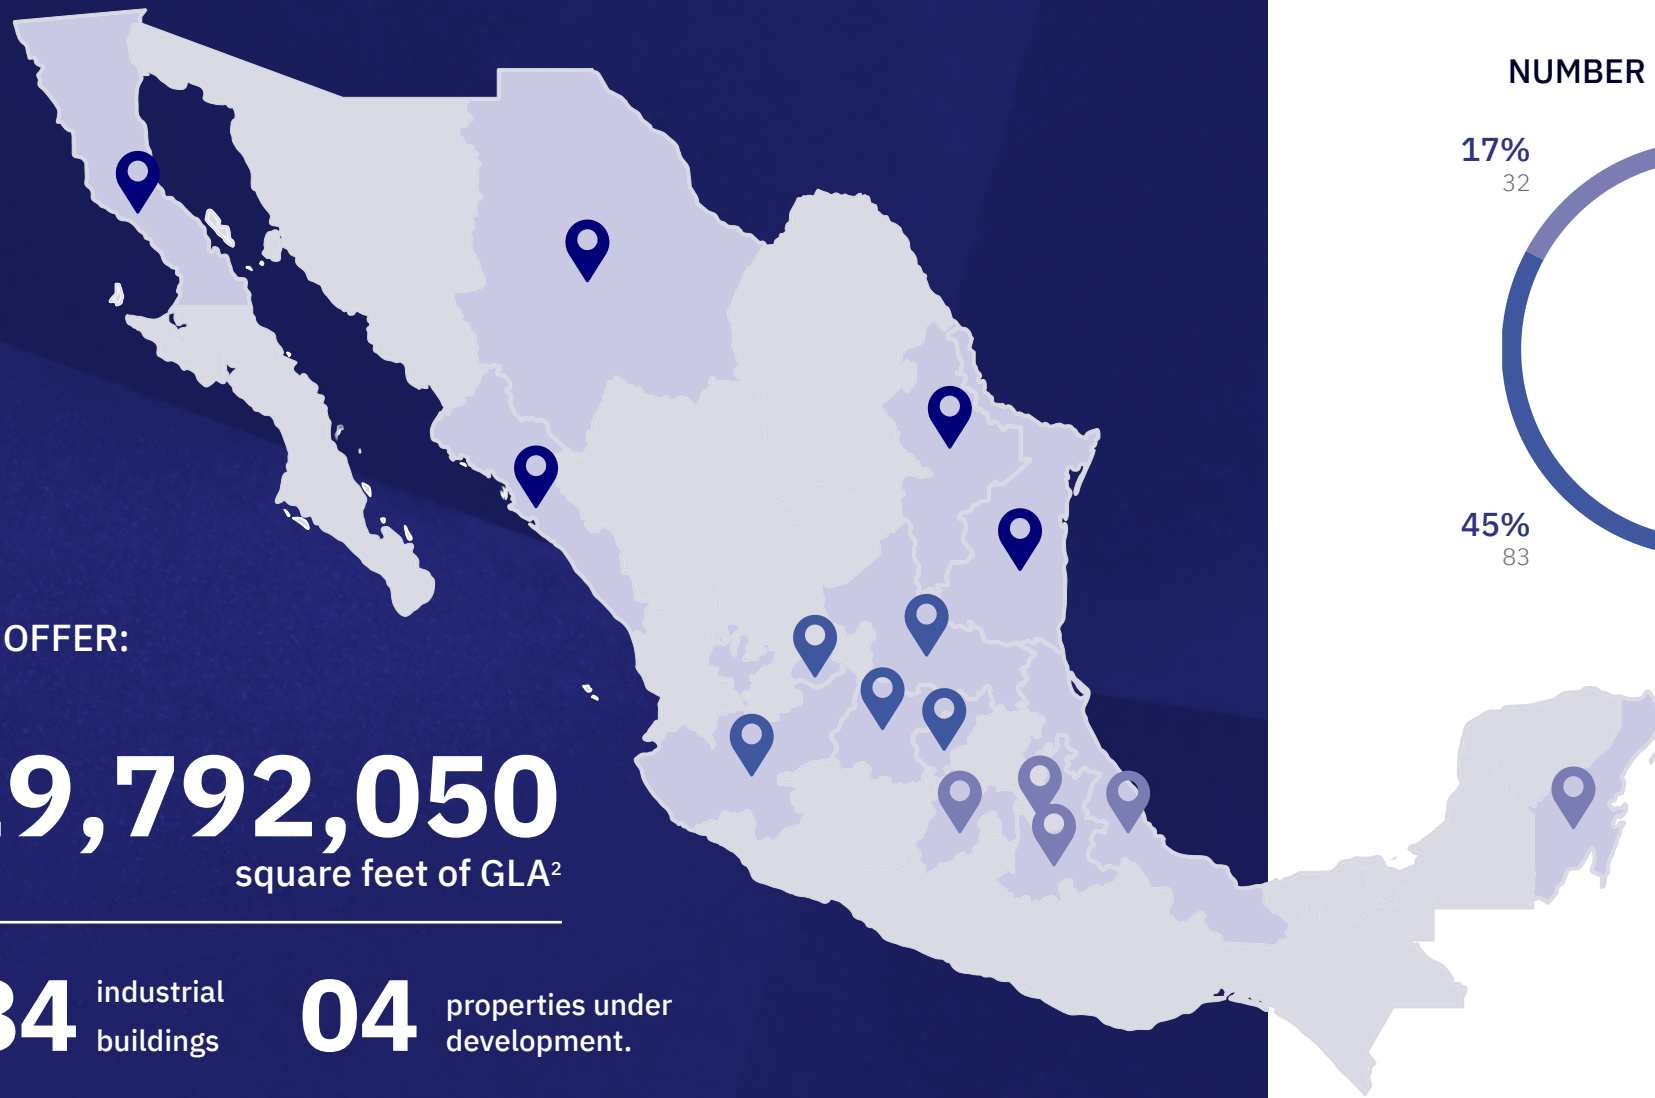 OFFER:
9,792,050
square feet of GLA²
34 industrial
buildings
04 properties under
development.
NUMBER
17%
32
45%
83